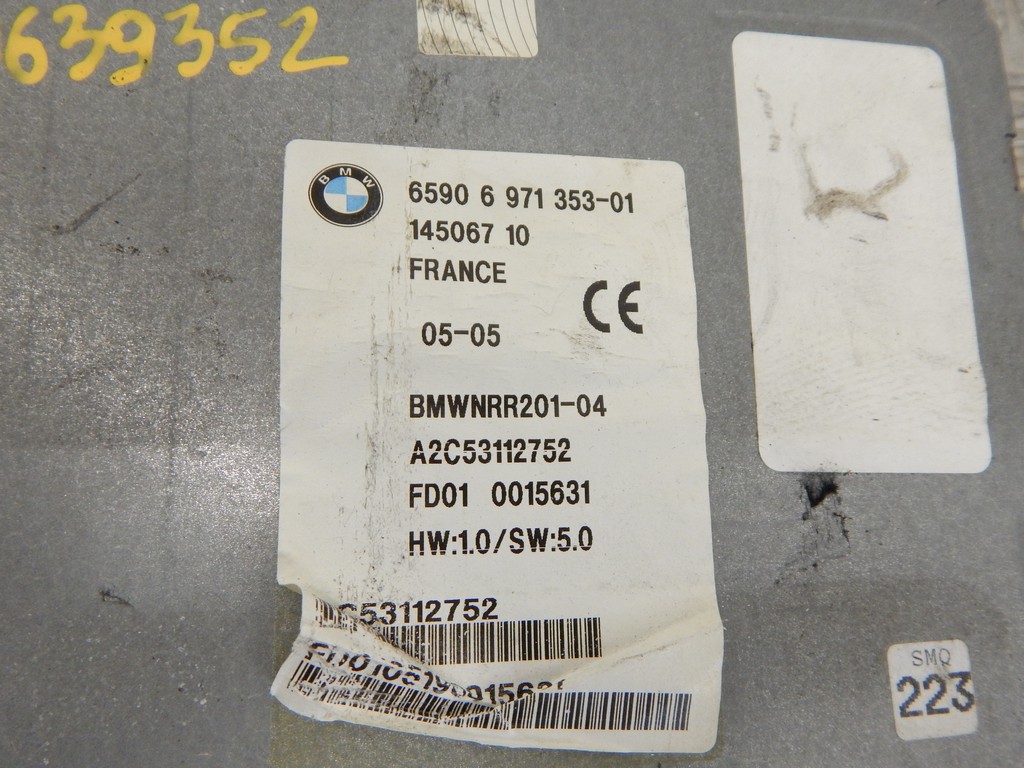 639352
BMW
6590 6 971 353-01
145067 10
FRANCE
CE
05-05
BMWNRR201-04
A2C53112752
FD01 0015631
HW:1.0/SW:5.0
C53112752
SMQ
223